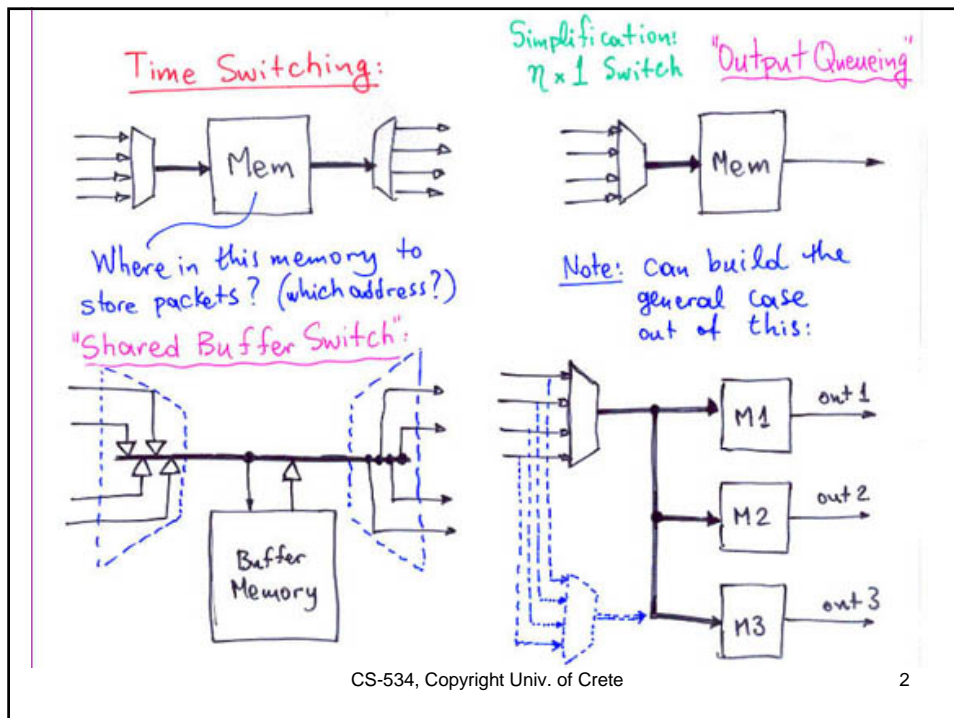 Time Switching:
Mem
Where in this memory to
store packets? (which address?)
"Shared Buffer Switch":
Buffer
Memory
Simplification:
n × 1 Switch
"Output Queueing"
Mem
Note: can build the
general case
out of this:
M1
out 1
M2
out 2
M3
out 3
CS-534, Copyright Univ. of Crete
2